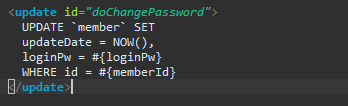 <update id="doChangePassword">
UPDATE `member` SET
updateDate = NOW(),
loginPw = #{loginPw}
WHERE id = #{memberId}
</update>